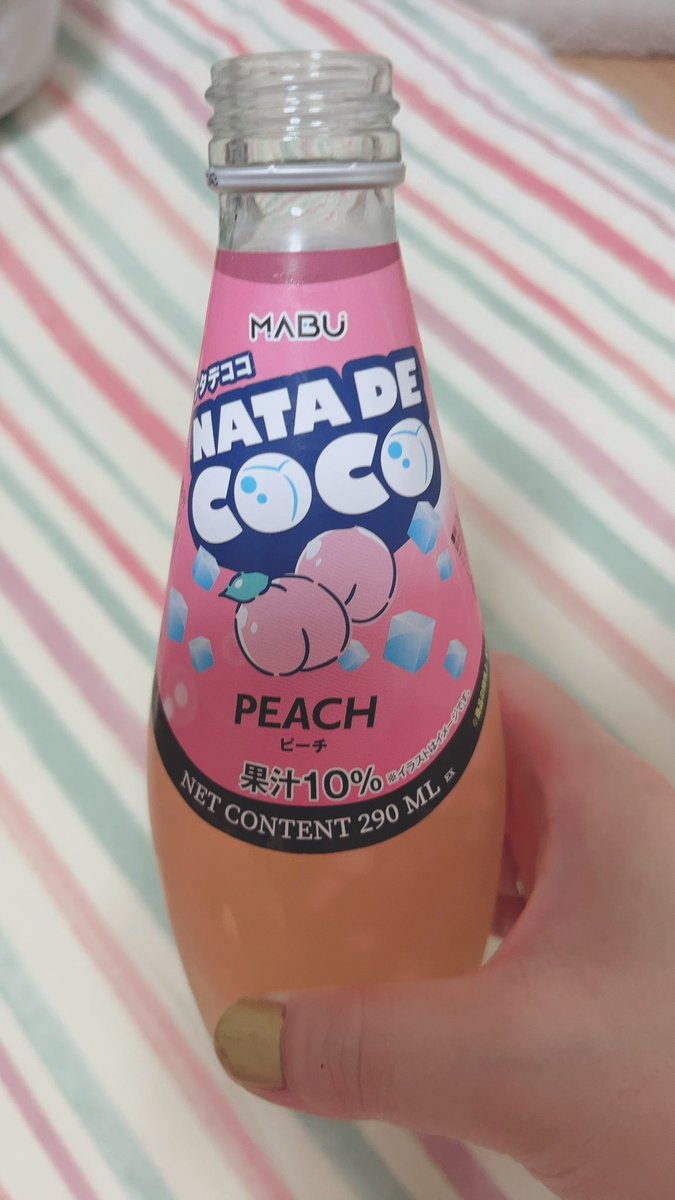 MABU
タデココ
NATA DE
COCO
PEACH
ピーチ
果汁10% ※イラストはイメージです。
NET CONTENT 290 ML EX